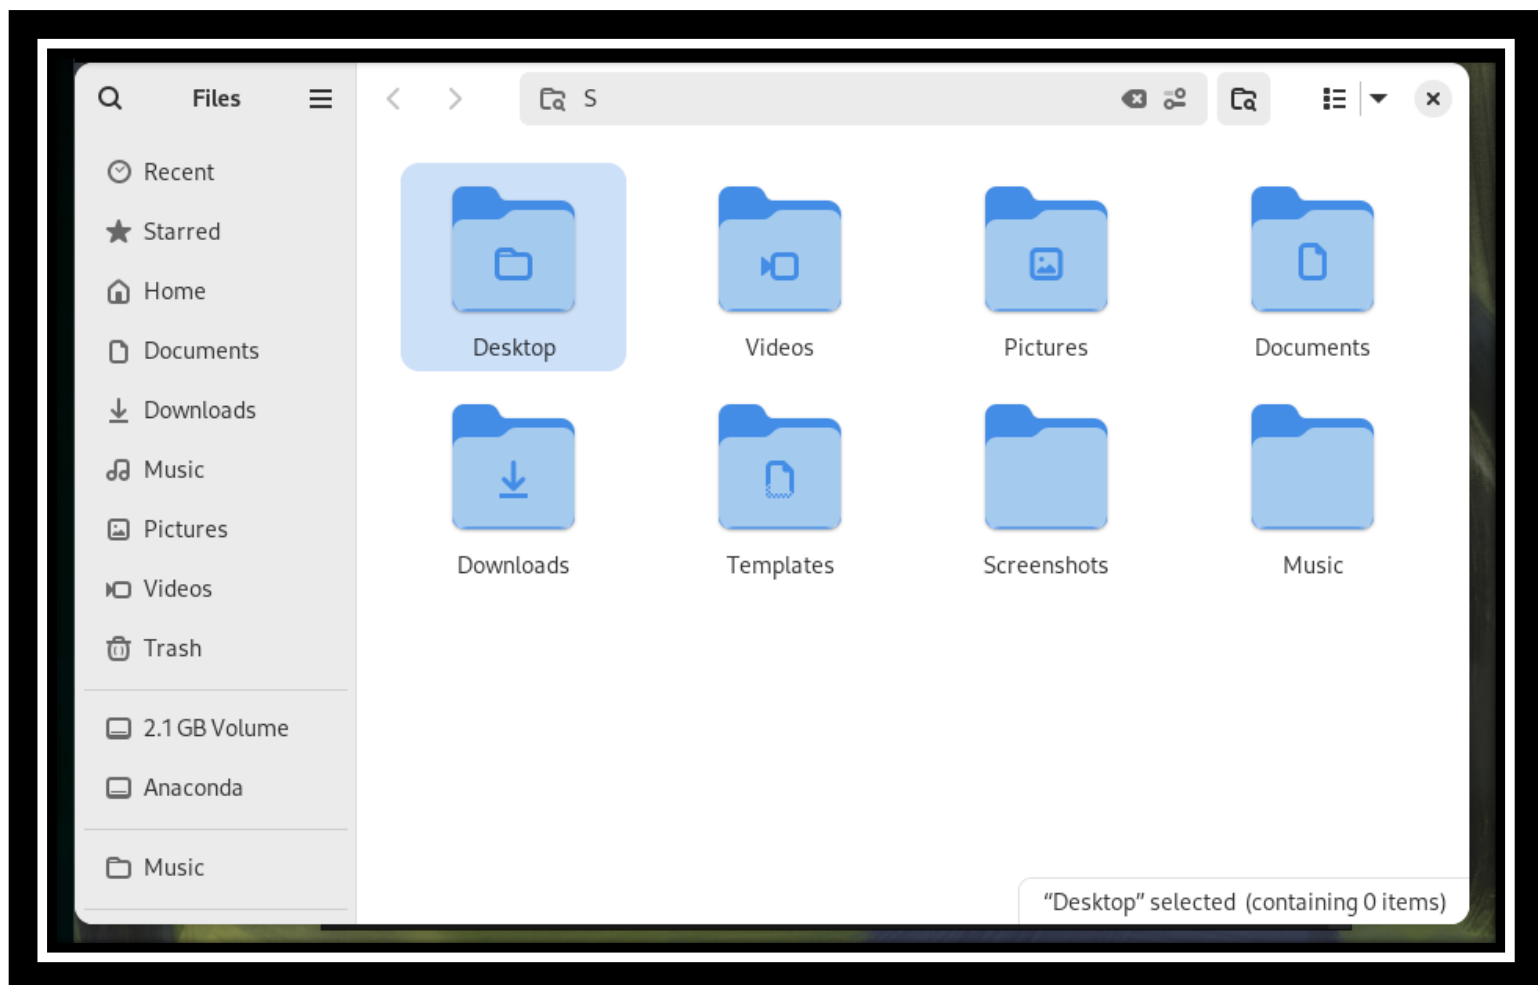 Files
S
Recent
Starred
Home
Documents
Downloads
Music
Pictures
Videos
Trash
2.1 GB Volume
Anaconda
Music
Desktop
Videos
Pictures
Documents
Downloads
Templates
Screenshots
Music
“Desktop” selected (containing 0 items)